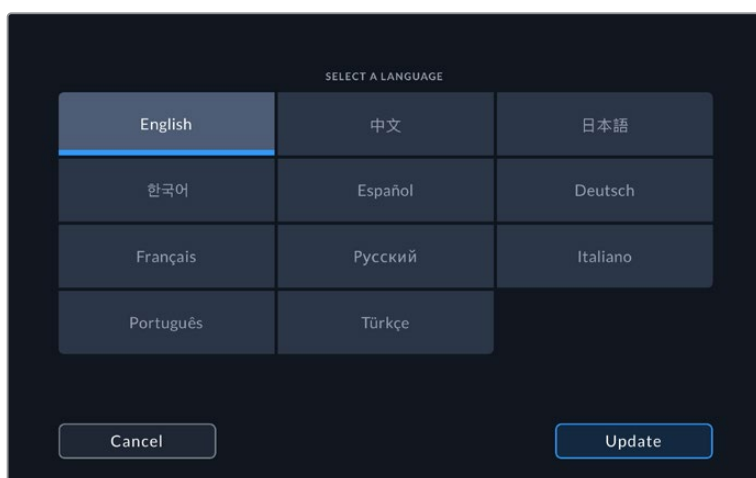 SELECT A LANGUAGE
English 中文 日本語
한국어 Español Deutsch
Français Русский Italiano
Português Türkçe
Cancel Update